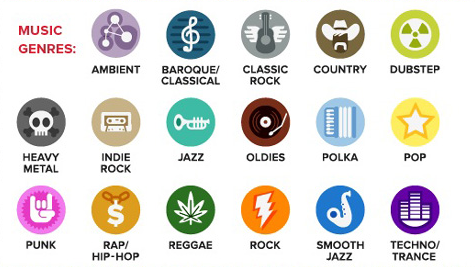 MUSIC
GENRES:
AMBIENT
BAROQUE/
CLASSICAL
CLASSIC
ROCK
COUNTRY
DUBSTEP
HEAVY
METAL
INDIE
ROCK
JAZZ
OLDIES
POLKA
POP
PUNK
RAP/
HIP-HOP
REGGAE
ROCK
SMOOTH
JAZZ
TECHNO/
TRANCE